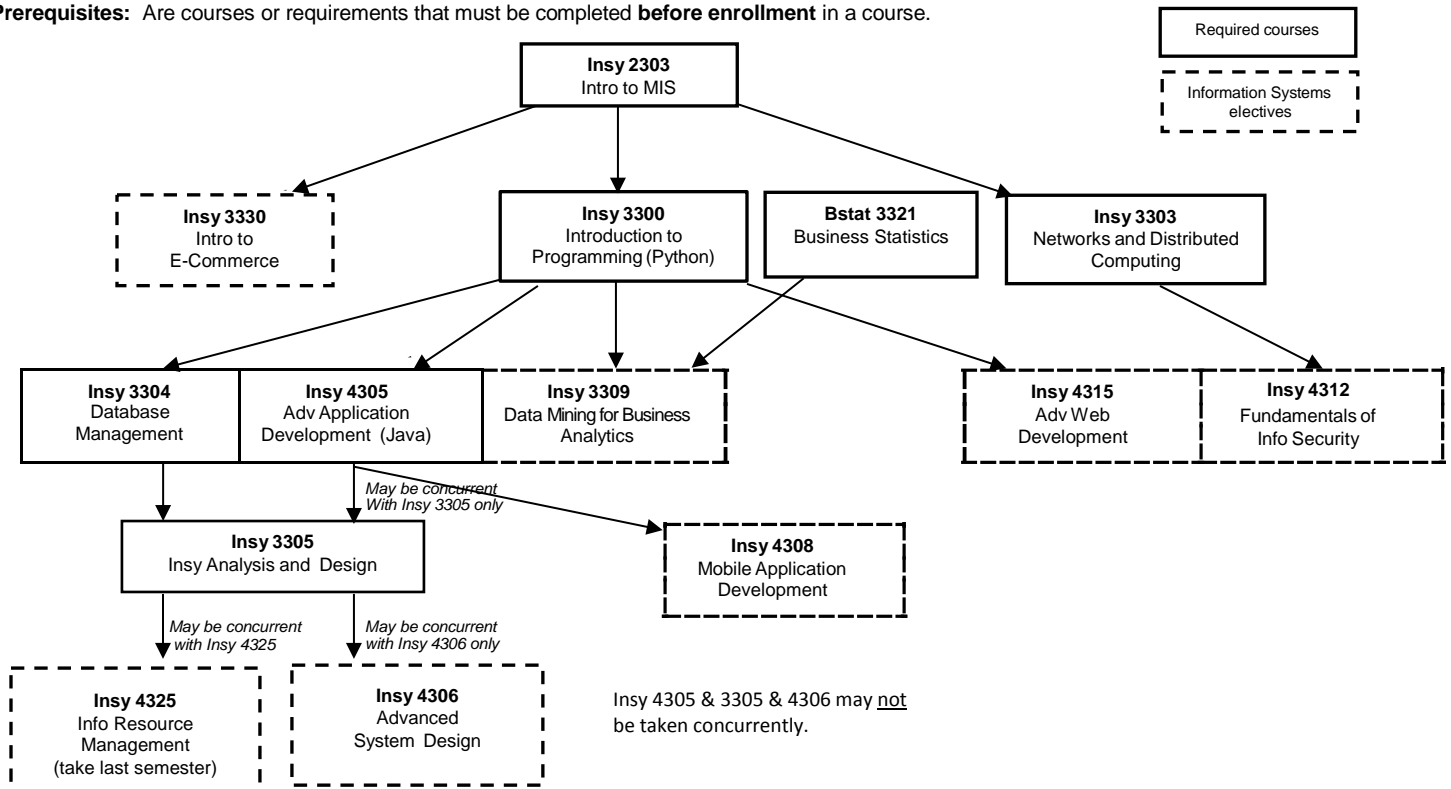 Prerequisites: Are courses or requirements that must be completed before enrollment in a course.
Required courses
Information Systems
electives
Insy 2303
Intro to MIS
Insy 3330
Intro to
E-Commerce
Insy 3300
Introduction to
Programming (Python)
Bstat 3321
Business Statistics
Insy 3303
Networks and Distributed
Computing
Insy 3304
Database
Management
Insy 4305
Adv Application
Development (Java)
Insy 3309
Data Mining for Business
Analytics
Insy 4315
Adv Web
Development
Insy 4312
Fundamentals of
Info Security
May be concurrent
With Insy 3305 only
Insy 3305
Insy Analysis and Design
Insy 4308
Mobile Application
Development
May be concurrent
with Insy 4325
May be concurrent
with Insy 4306 only
Insy 4325
Info Resource
Management
(take last semester)
Insy 4306
Advanced
System Design
Insy 4305 & 3305 & 4306 may not
be taken concurrently.